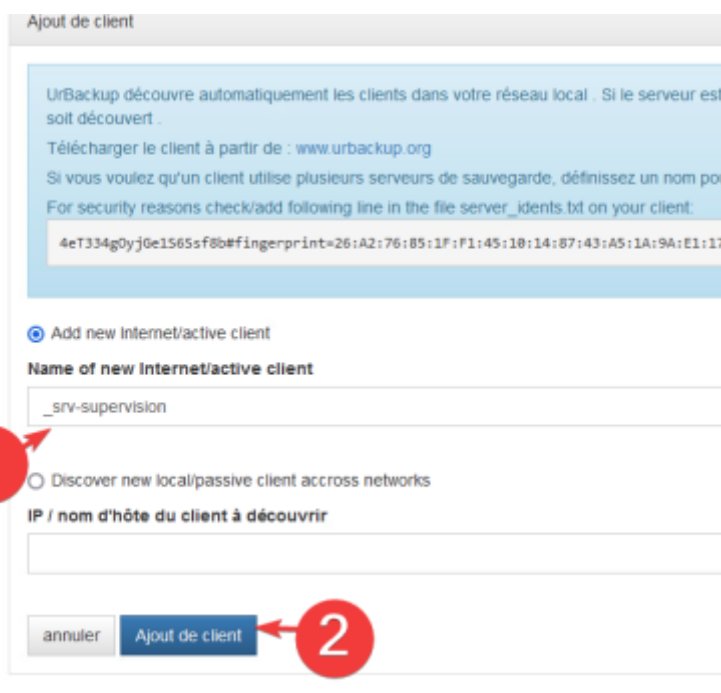 Ajout de client
UrBackup découvre automatiquement les clients dans votre réseau local . Si le serveur est
soit découvert .
Télécharger le client à partir de : www.urbackup.org
Si vous voulez qu'un client utilise plusieurs serveurs de sauvegarde, définissez un nom pou
For security reasons check/add following line in the file server_idents.txt on your client:
4eT334gOyjGe1S65sf8b#fingerprint=26:A2:76:85:1F:F1:45:10:14:87:43:A5:1A:9A:E1:17
Add new Internet/active client
Name of new Internet/active client
_srv-supervision
Discover new local/passive client accross networks
IP / nom d'hôte du client à découvrir
annuler
Ajout de client
2